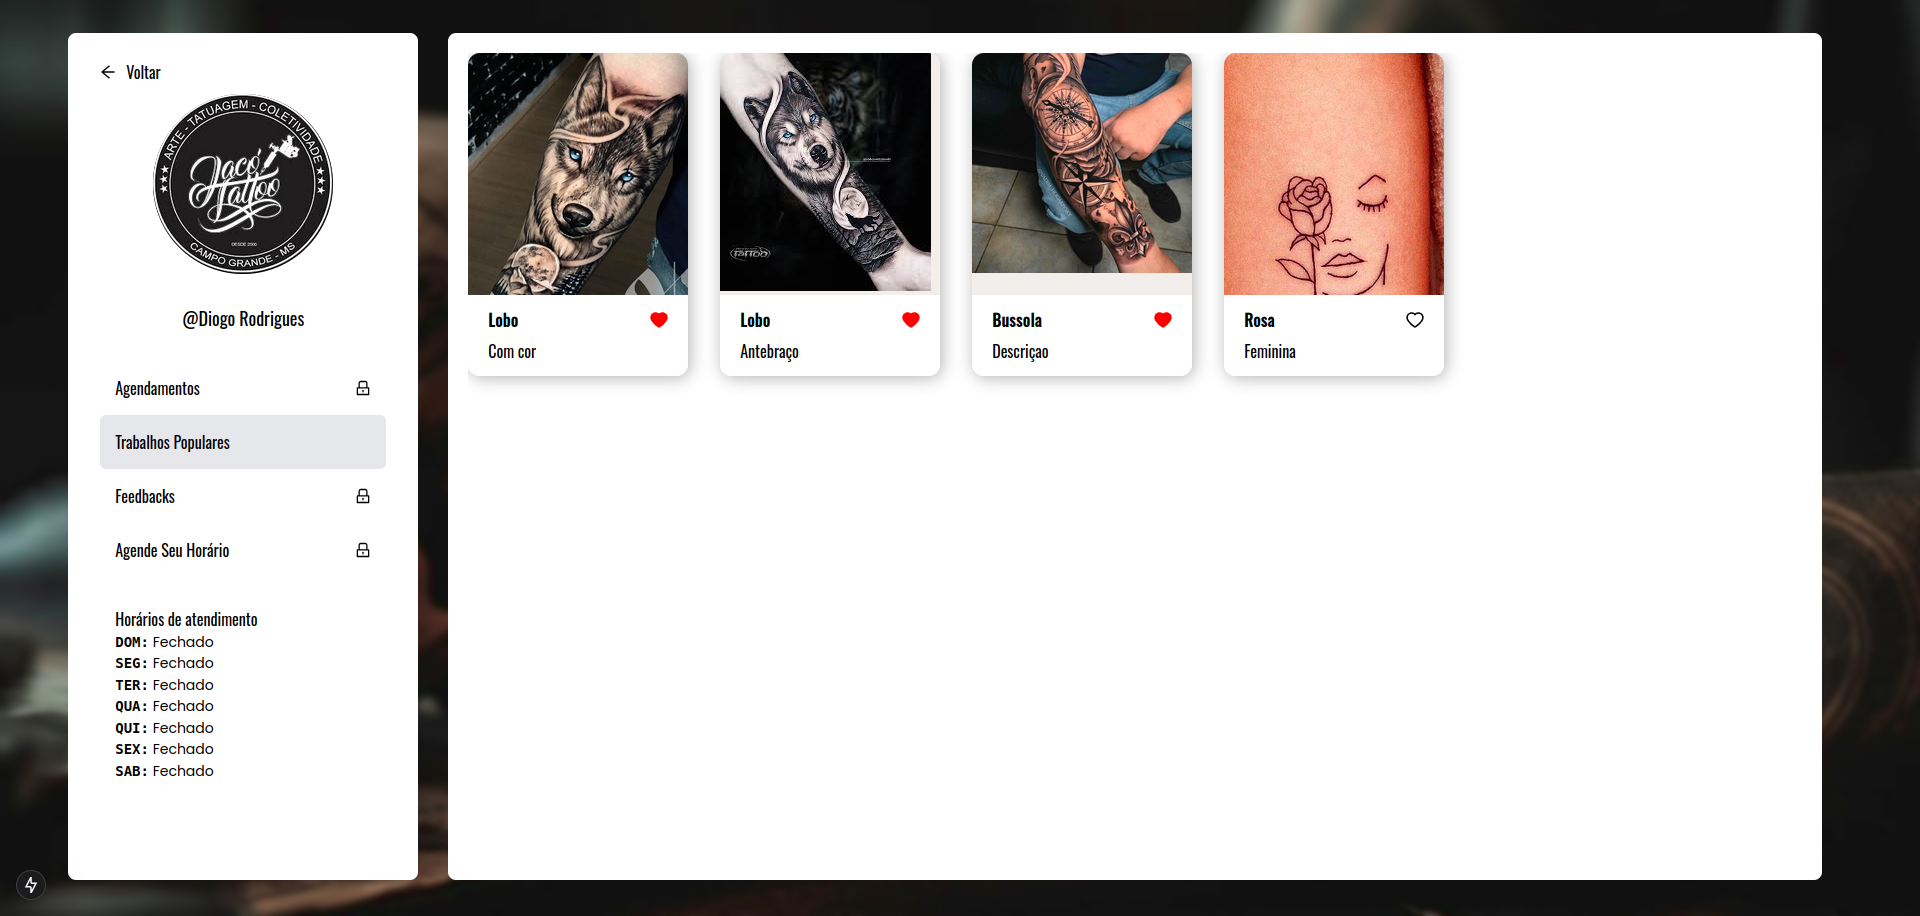 Voltar
ARTE - TATUAGEM - COLETIVIDADE
Jacó
Tattoo
DESDE 2000
CAMPO GRANDE - MS
@Diogo Rodrigues
Agendamentos
Trabalhos Populares
Feedbacks
Agende Seu Horário
Horários de atendimento
DOM: Fechado
SEG: Fechado
TER: Fechado
QUA: Fechado
QUI: Fechado
SEX: Fechado
SAB: Fechado
TATTOO
Lobo
Com cor
Lobo
Antebraço
Bussola
Descriçao
Rosa
Feminina